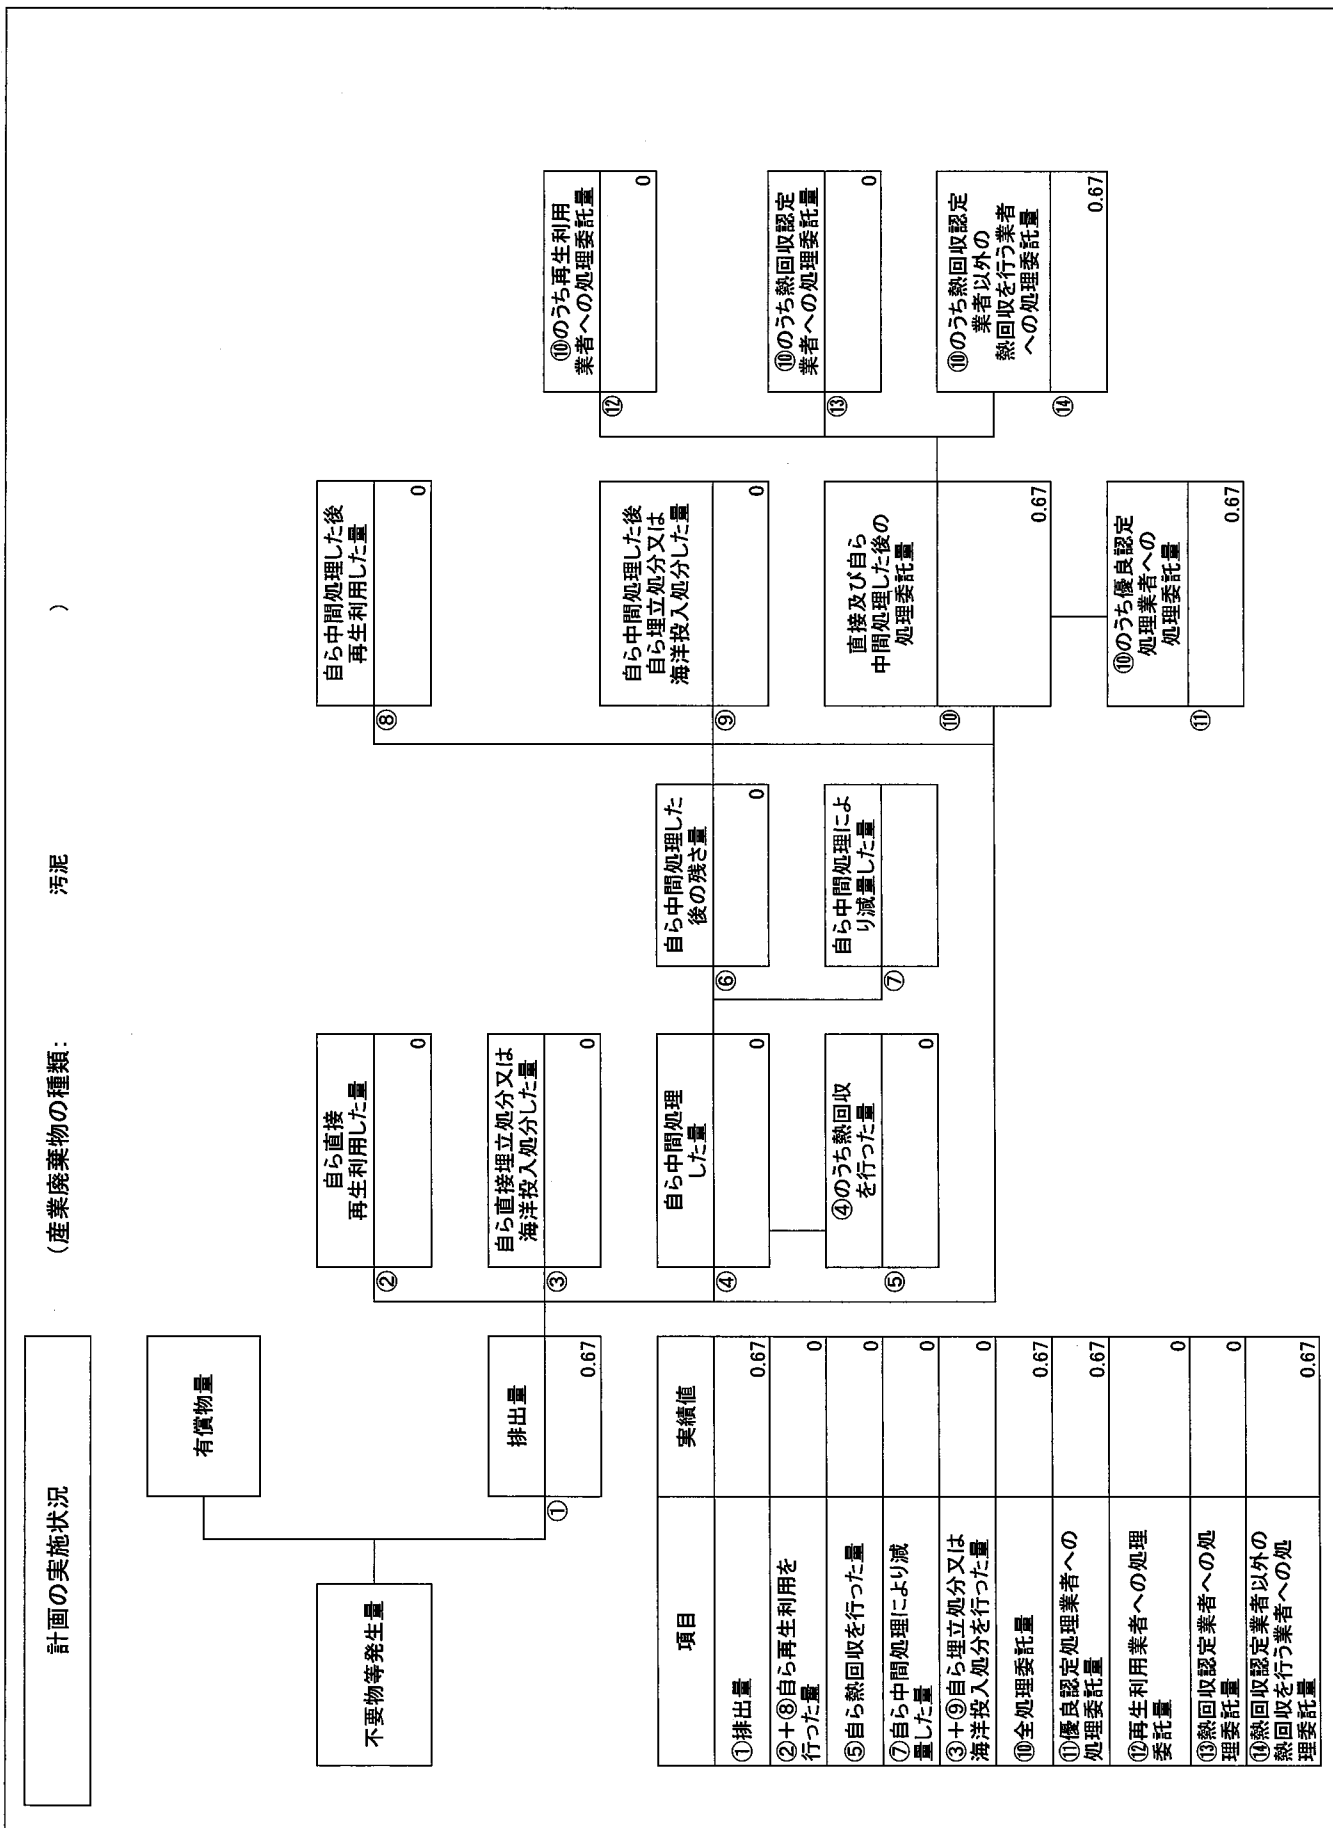 計画の実施状況
(産業廃棄物の種類:
汚泥
)
不要物等発生量
有償物量
排出量
①
0.67
自ら直接
再生利用した量
②
0
自ら直接埋立処分又は
海洋投入処分した量
③
0
自ら中間処理
した量
④
0
④のうち熱回収
を行った量
⑤
0
自ら中間処理した
後の残さ量
⑥
0
自ら中間処理によ
り減量した量
⑦
自ら中間処理した後
再生利用した量
⑧
0
自ら中間処理した後
自ら埋立処分又は
海洋投入処分した量
⑨
0
直接及び自ら
中間処理した後の
処理委託量
⑩
0.67
⑩のうち優良認定
処理業者への
処理委託量
⑪
0.67
⑩のうち再生利用
業者への処理委託量
⑫
0
⑩のうち熱回収認定
業者への処理委託量
⑬
0
⑩のうち熱回収認定
業者以外の
熱回収を行う業者
への処理委託量
⑭
0.67
項目
実績値
①排出量
0.67
②+⑧自ら再生利用を
行った量
0
⑤自ら熱回収を行った量
0
⑦自ら中間処理により減
量した量
0
③+⑨自ら埋立処分又は
海洋投入処分を行った量
0
⑩全処理委託量
0.67
⑪優良認定処理業者への
処理委託量
0.67
⑫再生利用業者への処理
委託量
0
⑬熱回収認定業者への処
理委託量
0
⑭熱回収認定業者以外の
熱回収を行う業者への処
理委託量
0.67